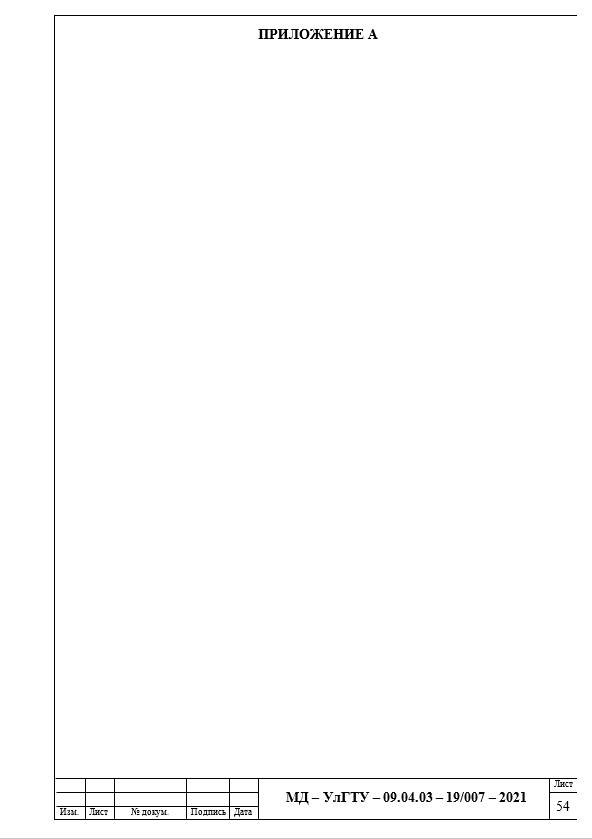 ПРИЛОЖЕНИЕ А
Лист
МД – УлГТУ – 09.04.03 – 19/007 – 2021
54
Изм. Лист № докум. Подпись Дата